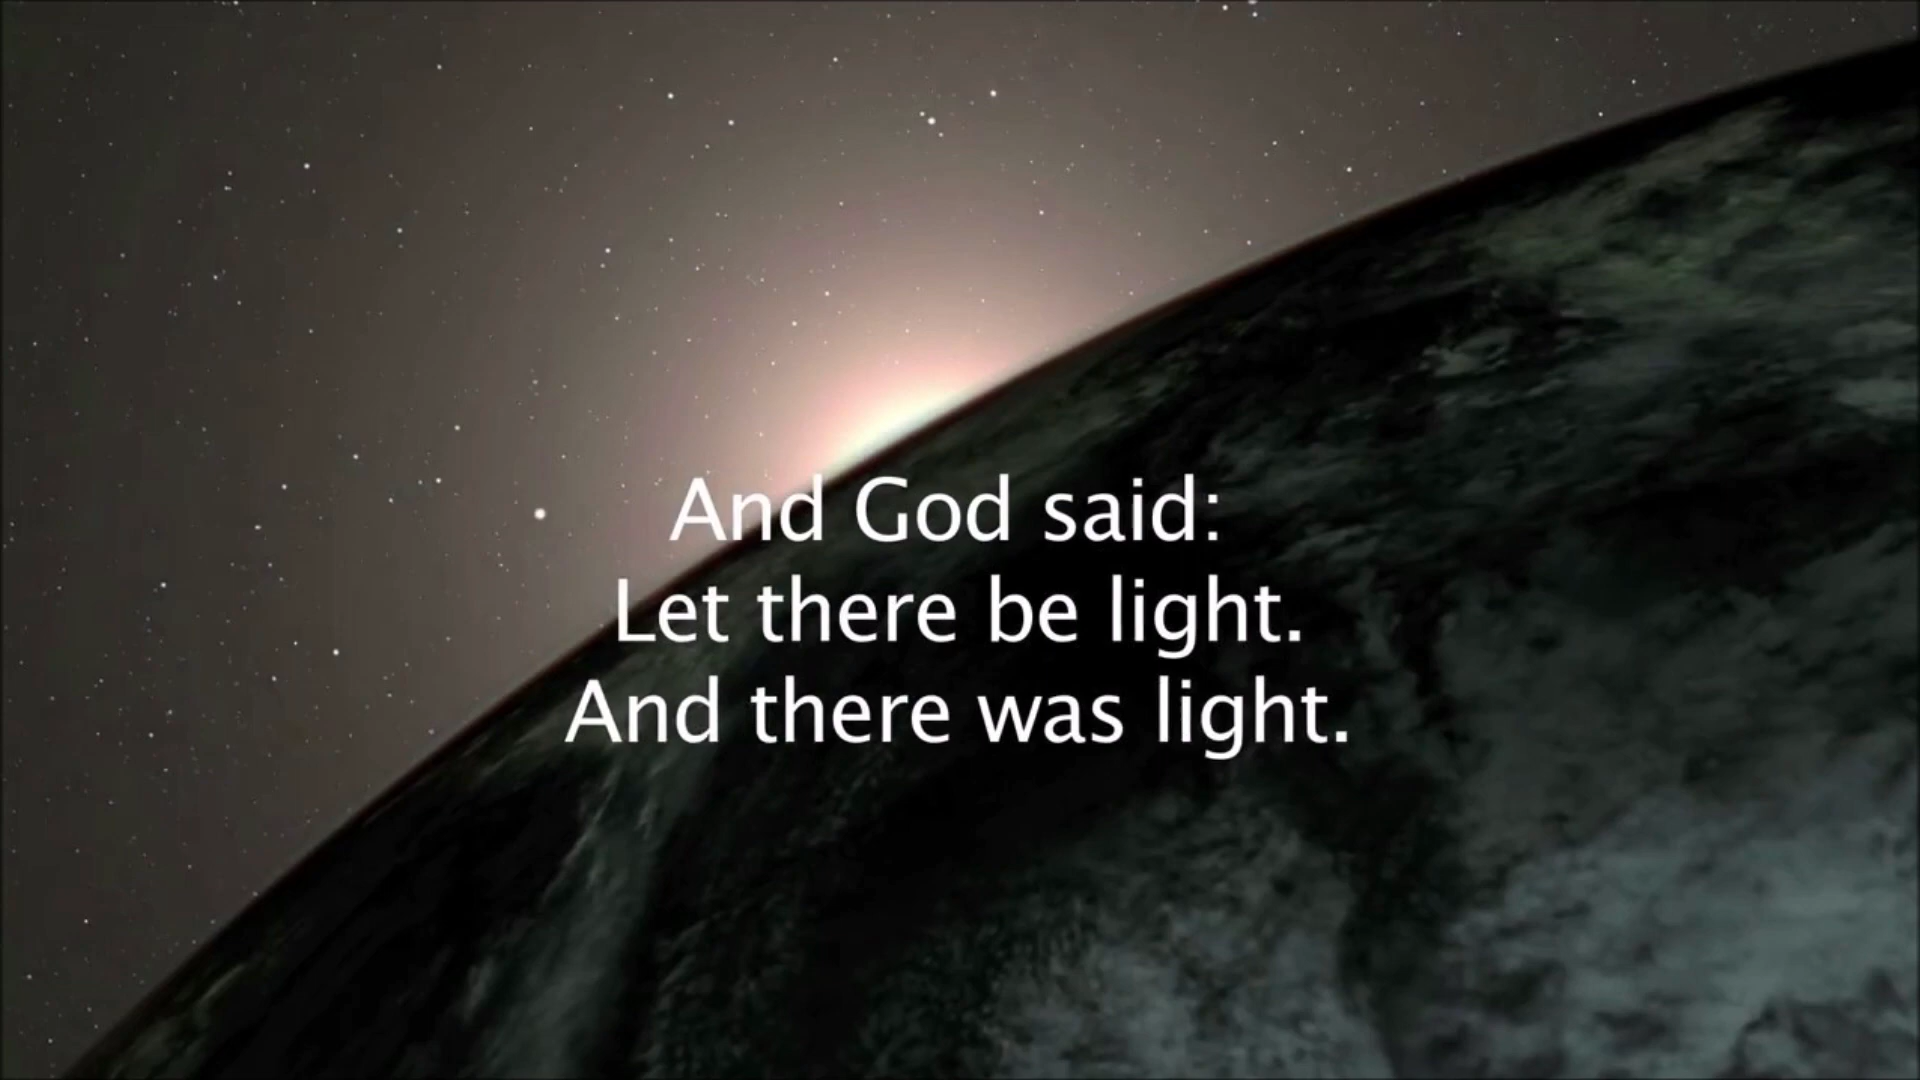 And God said:
Let there be light.
And there was light.